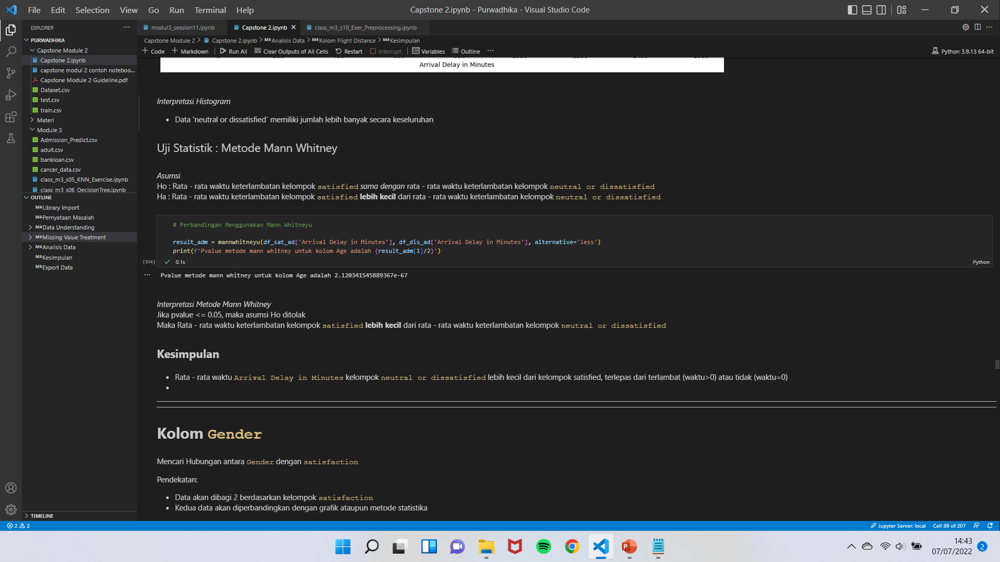 File Edit Selection View Go Run Terminal Help
Capstone 2.ipynb - Purwadhika - Visual Studio Code
EXPLORER
PURWADHIKA
Capstone Module 2
Capstone 2.ipynb
capstone modul 2 contoh noteboo...
Capstone Module 2 Guideline.pdf
Dataset.csv
test.csv
train.csv
Materi
Module 3
Admission_Predict.csv
adult.csv
bankloan.csv
cancer_data.csv
class_m3_s05_KNN_Exercise.ipynb
class_m3_s06_DecisionTree.ipynb
OUTLINE
Library Import
Pernyataan Masalah
Data Understanding
Missing Value Treatment
Analisis Data
Kesimpulan
Export Data
TIMELINE
modul3_session11.ipynb
Capstone 2.ipynb
class_m3_s10_Exer_Preprocessing.ipynb
Capstone Module 2 > Capstone 2.ipynb > Analisis Data > Kolom Flight Distance > Kesimpulan
+ Code + Markdown Run All Clear Outputs of All Cells Restart Interrupt Variables Outline ...
Python 3.9.13 64-bit
Arrival Delay in Minutes
Interpretasi Histogram
• Data 'neutral or dissatisfied` memiliki jumlah lebih banyak secara keseluruhan
Uji Statistik : Metode Mann Whitney
Asumsi
Ho : Rata - rata waktu keterlambatan kelompok satisfied sama dengan rata - rata waktu keterlambatan kelompok neutral or dissatisfied
Ha : Rata - rata waktu keterlambatan kelompok satisfied lebih kecil dari rata - rata waktu keterlambatan kelompok neutral or dissatisfied
# Perbandingan Menggunakan Mann Whitneyu
result_adm = mannwhitneyu(df_sat_ad['Arrival Delay in Minutes'], df_dis_ad['Arrival Delay in Minutes'], alternative='less')
print(f'Pvalue metode mann whitney untuk kolom Age adalah {result_adm[1]/2}')
[154] 0.1s
Python
... Pvalue metode mann whitney untuk kolom Age adalah 2.120341545889367e-67
Interpretasi Metode Mann Whitney
Jika pvalue <= 0.05, maka asumsi Ho ditolak
Maka Rata - rata waktu keterlambatan kelompok satisfied lebih kecil dari rata - rata waktu keterlambatan kelompok neutral or dissatisfied
Kesimpulan
• Rata - rata waktu Arrival Delay in Minutes kelompok neutral or dissatisfied lebih kecil dari kelompok satisfied, terlepas dari terlambat (waktu>0) atau tidak (waktu=0)
•
Kolom Gender
Mencari Hubungan antara Gender dengan satisfaction
Pendekatan:
• Data akan dibagi 2 berdasarkan kelompok satisfaction
• Kedua data akan diperbandingkan dengan grafik ataupun metode statistika
2 2
Jupyter Server: local Cell 89 of 207
14:43
07/07/2022
2